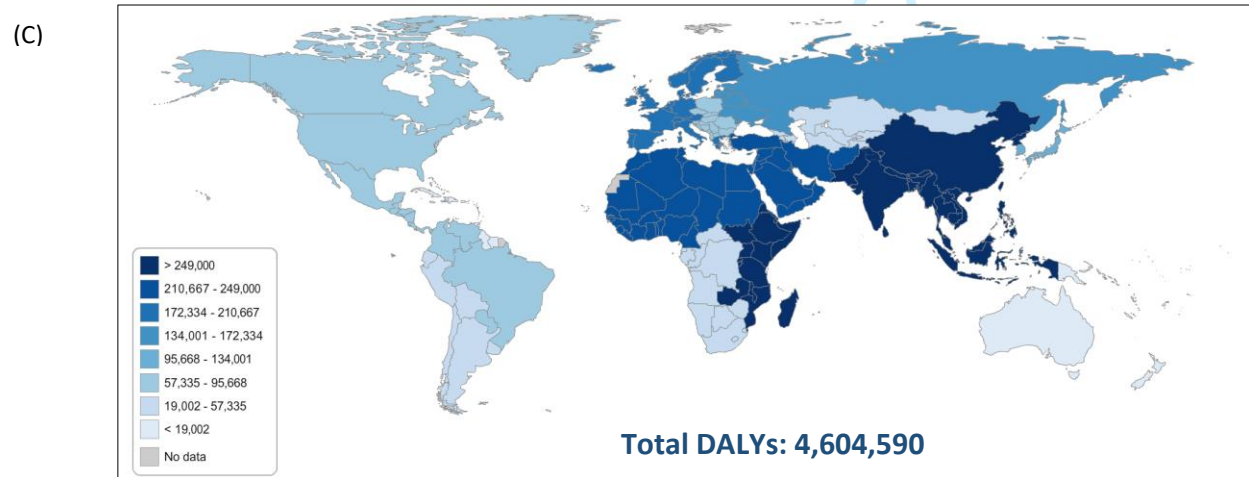 (C)
> 249,000
210,667 - 249,000
172,334 - 210,667
134,001 - 172,334
95,668 - 134,001
57,335 - 95,668
19,002 - 57,335
< 19,002
No data
Total DALYs: 4,604,590